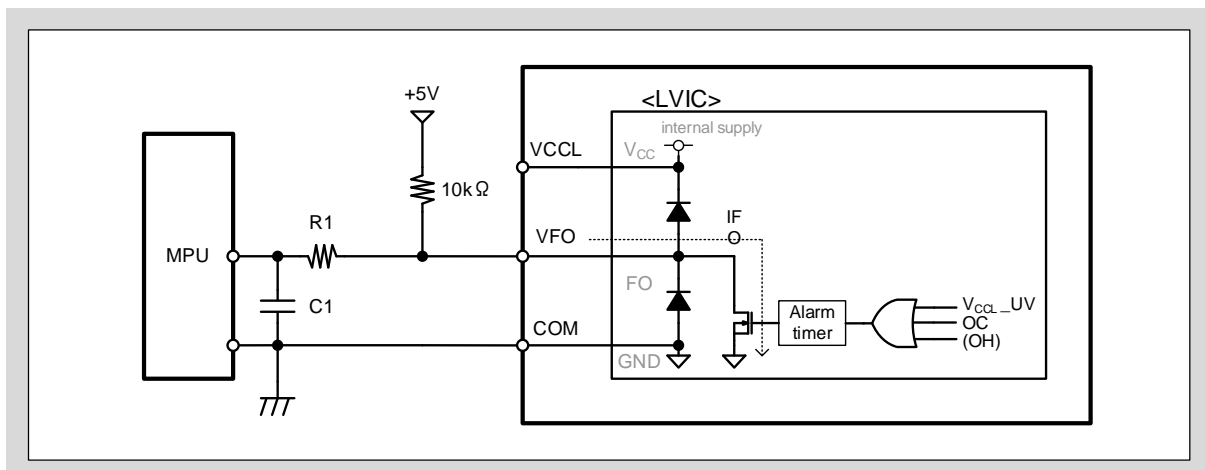 +5V
<LVIC>
internal supply
VCCL
VCC
10kΩ
R1
IF
O
VFO
MPU
FO
C1
Alarm
timer
VCCL_UV
OC
(OH)
COM
GND